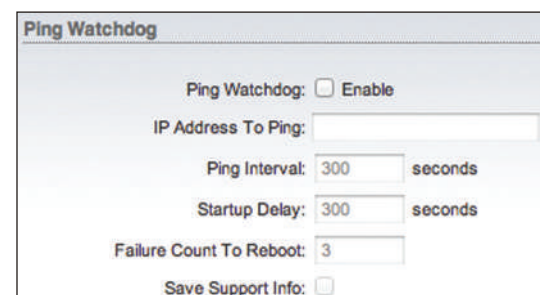 Ping Watchdog
Ping Watchdog: Enable
IP Address To Ping:
Ping Interval: 300 seconds
Startup Delay: 300 seconds
Failure Count To Reboot: 3
Save Support Info: